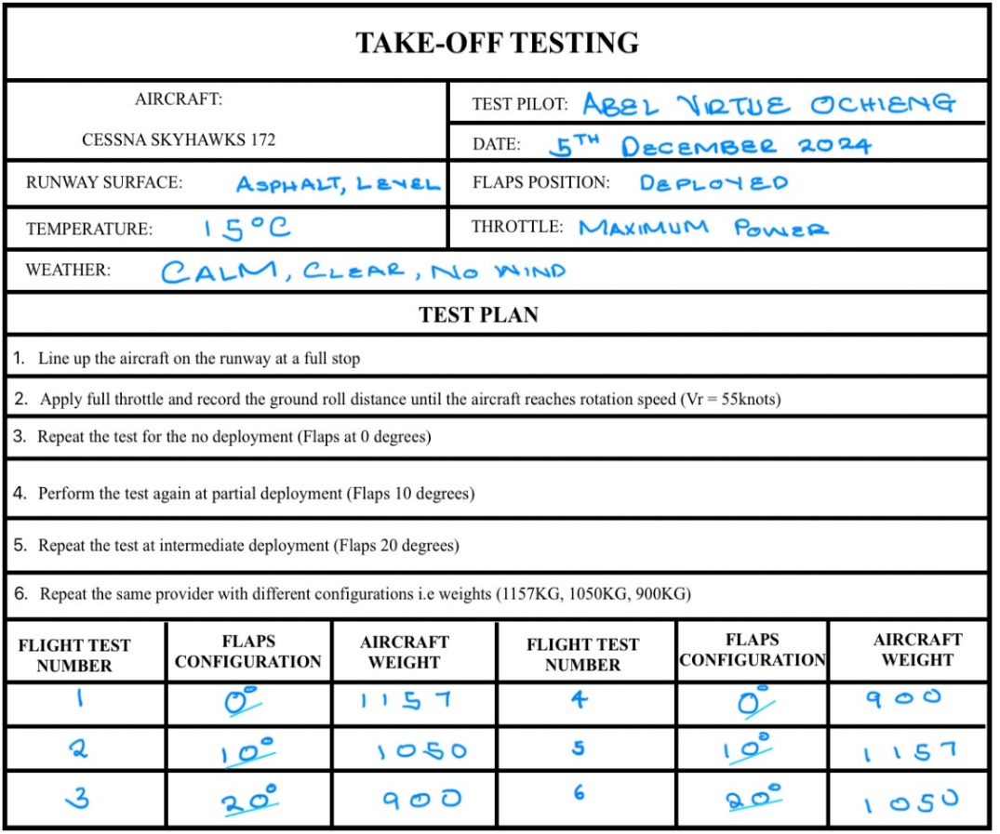 TAKE-OFF TESTING
AIRCRAFT:
CESSNA SKYHAWKS 172
TEST PILOT: ABEL VIRTUE OCHIENG
DATE: 5TH DECEMBER 2024
RUNWAY SURFACE: ASPHALT, LEVEL
FLAPS POSITION: DEPLOYED
TEMPERATURE: 15°C
THROTTLE: MAXIMUM POWER
WEATHER: CALM, CLEAR, NO WIND
TEST PLAN
1. Line up the aircraft on the runway at a full stop
2. Apply full throttle and record the ground roll distance until the aircraft reaches rotation speed (Vr = 55knots)
3. Repeat the test for the no deployment (Flaps at 0 degrees)
4. Perform the test again at partial deployment (Flaps 10 degrees)
5. Repeat the test at intermediate deployment (Flaps 20 degrees)
6. Repeat the same provider with different configurations i.e weights (1157KG, 1050KG, 900KG)
FLIGHT TEST NUMBER FLAPS CONFIGURATION AIRCRAFT WEIGHT FLIGHT TEST NUMBER FLAPS CONFIGURATION AIRCRAFT WEIGHT
1 0° 1157 4 0° 900
2 10° 1050 5 10° 1157
3 20° 900 6 20° 1050